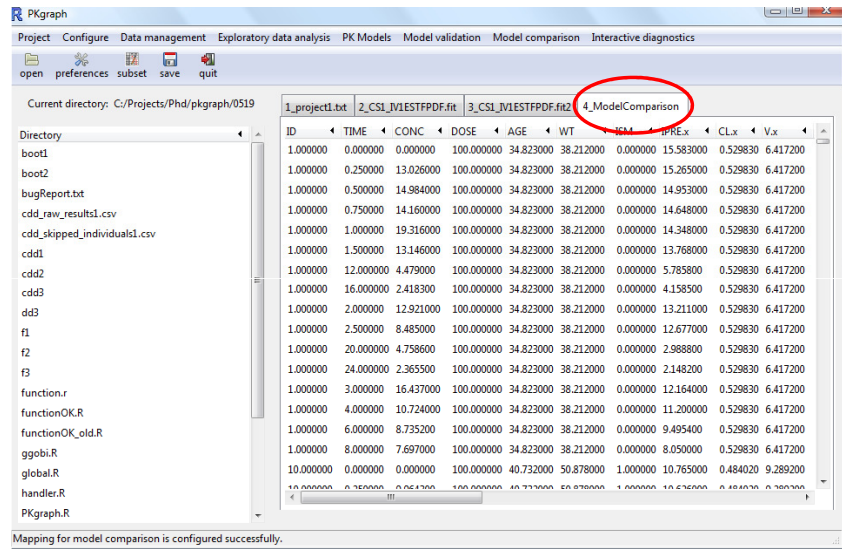 PKgraph
Project Configure Data management Exploratory data analysis PK Models Model validation Model comparison Interactive diagnostics
open preferences subset save quit
Current directory: C:/Projects/Phd/pkgraph/0519
1_project1.txt 2_CS1_IV1ESTFPDF.fit 3_CS1_IV1ESTFPDF.fit2 4_ModelComparison
Directory
boot1
boot2
bugReport.txt
cdd_raw_results1.csv
cdd_skipped_individuals1.csv
cdd1
cdd2
cdd3
dd3
f1
f2
f3
function.r
functionOK.R
functionOK_old.R
ggobi.R
global.R
handler.R
PKgraph.R
ID TIME CONC DOSE AGE WT ISM IPRE.x CL.x V.x
1.000000 0.000000 0.000000 100.000000 34.823000 38.212000 0.000000 15.583000 0.529830 6.417200
1.000000 0.250000 13.026000 100.000000 34.823000 38.212000 0.000000 15.265000 0.529830 6.417200
1.000000 0.500000 14.984000 100.000000 34.823000 38.212000 0.000000 14.953000 0.529830 6.417200
1.000000 0.750000 14.160000 100.000000 34.823000 38.212000 0.000000 14.648000 0.529830 6.417200
1.000000 1.000000 19.316000 100.000000 34.823000 38.212000 0.000000 14.348000 0.529830 6.417200
1.000000 1.500000 13.146000 100.000000 34.823000 38.212000 0.000000 13.768000 0.529830 6.417200
1.000000 12.000000 4.479000 100.000000 34.823000 38.212000 0.000000 5.785800 0.529830 6.417200
1.000000 16.000000 2.418300 100.000000 34.823000 38.212000 0.000000 4.158500 0.529830 6.417200
1.000000 2.000000 12.921000 100.000000 34.823000 38.212000 0.000000 13.211000 0.529830 6.417200
1.000000 2.500000 8.485000 100.000000 34.823000 38.212000 0.000000 12.677000 0.529830 6.417200
1.000000 20.000000 4.758600 100.000000 34.823000 38.212000 0.000000 2.988800 0.529830 6.417200
1.000000 24.000000 2.365500 100.000000 34.823000 38.212000 0.000000 2.148200 0.529830 6.417200
1.000000 3.000000 16.437000 100.000000 34.823000 38.212000 0.000000 12.164000 0.529830 6.417200
1.000000 4.000000 10.724000 100.000000 34.823000 38.212000 0.000000 11.200000 0.529830 6.417200
1.000000 6.000000 8.735200 100.000000 34.823000 38.212000 0.000000 9.495400 0.529830 6.417200
1.000000 8.000000 7.697000 100.000000 34.823000 38.212000 0.000000 8.050000 0.529830 6.417200
10.000000 0.000000 0.000000 100.000000 40.732000 50.878000 1.000000 10.765000 0.484020 9.289200
Mapping for model comparison is configured successfully.